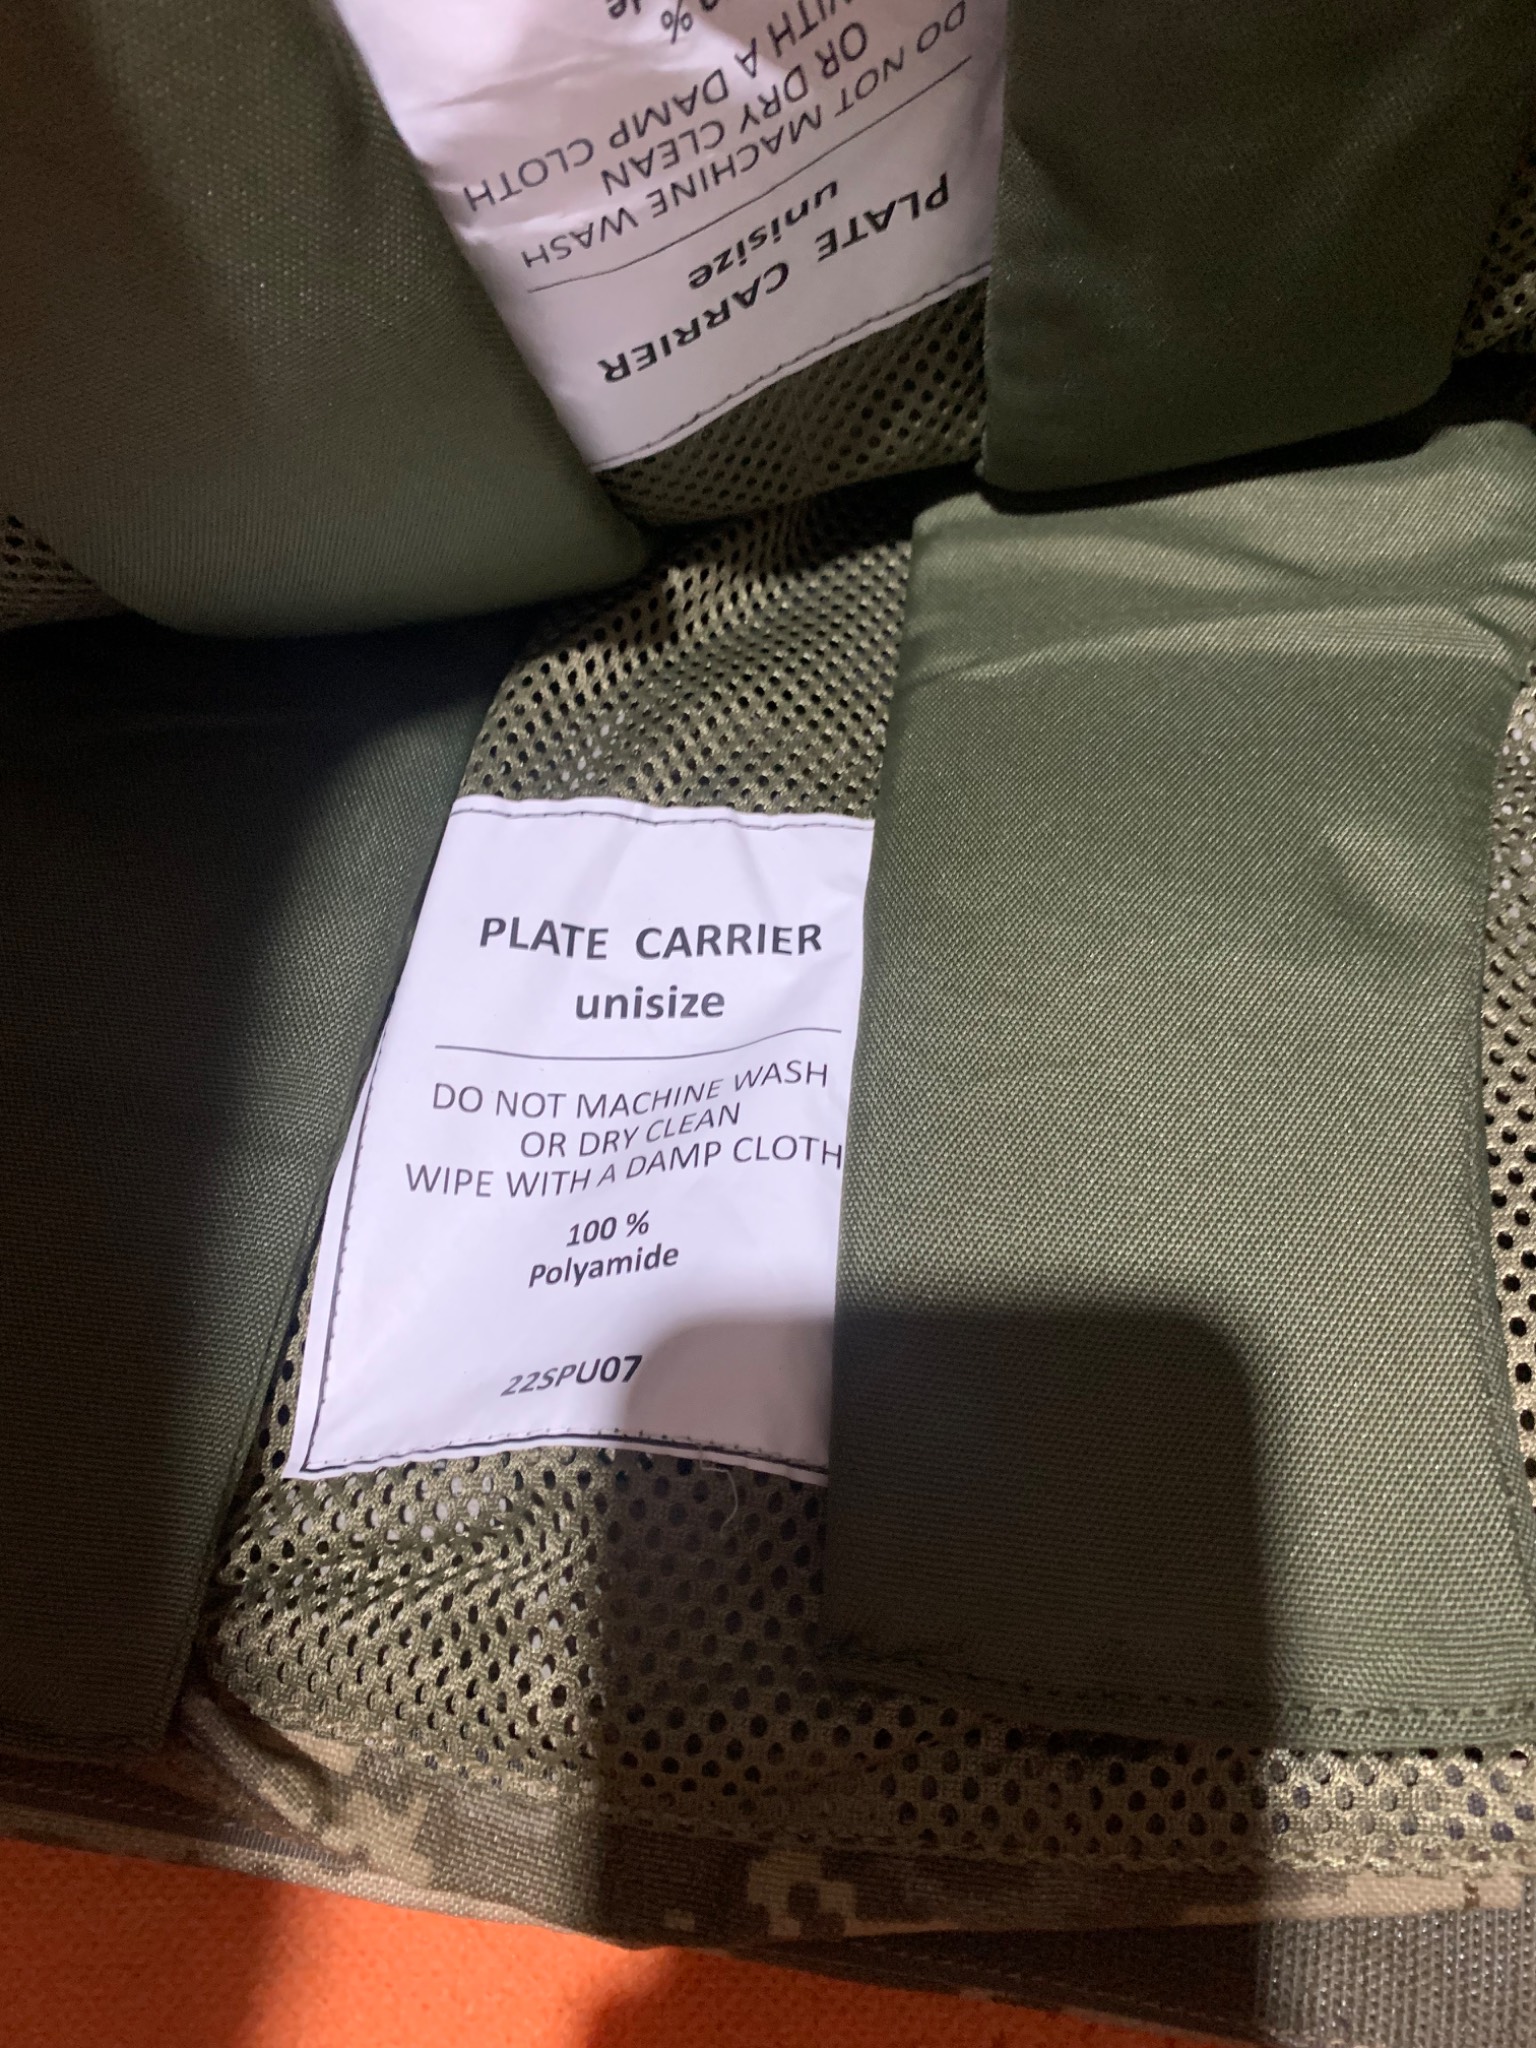 de
%
WITH A DAMP CLOTH
OR DRY CLEAN
DO NOT MACHINE WASH
unisize
PLATE CARRIER
PLATE CARRIER
unisize
DO NOT MACHINE WASH
OR DRY CLEAN
WIPE WITH A DAMP CLOTH
100 %
Polyamide
22SPU07